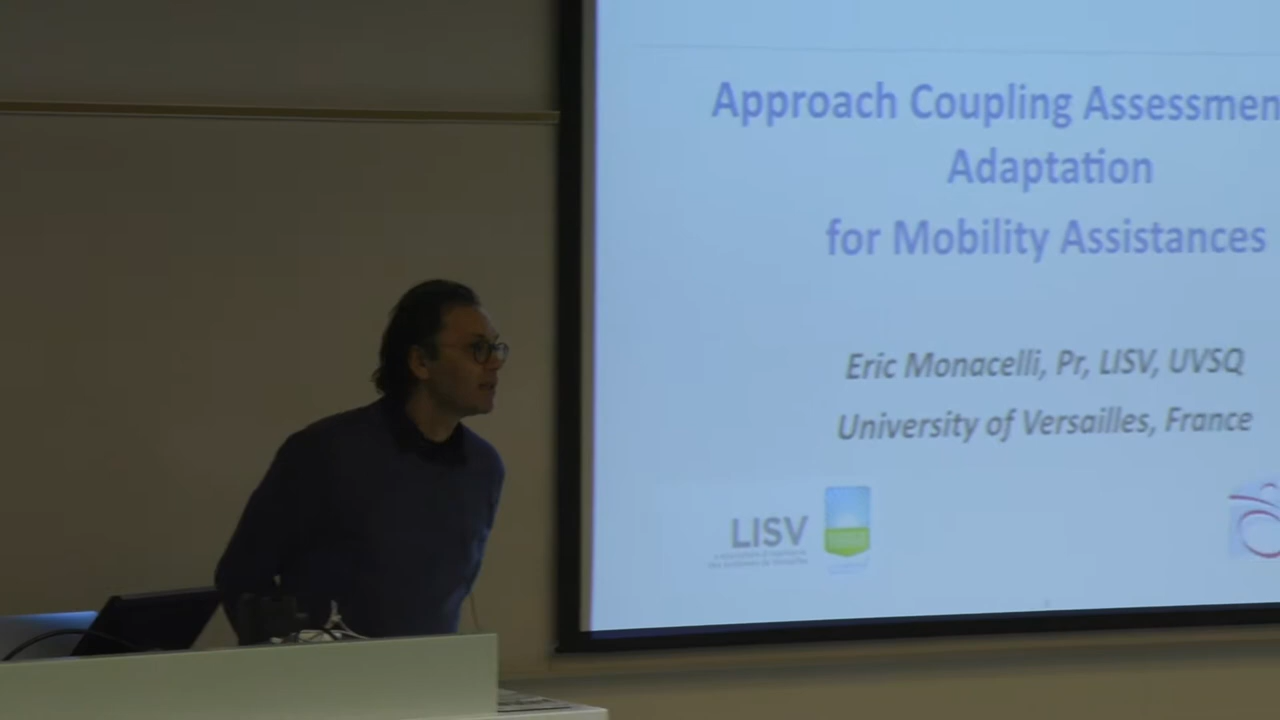 Approach Coupling Assessmen
Adaptation
for Mobility Assistances
Eric Monacelli, Pr, LISV, UVSQ
University of Versailles, France
LISV